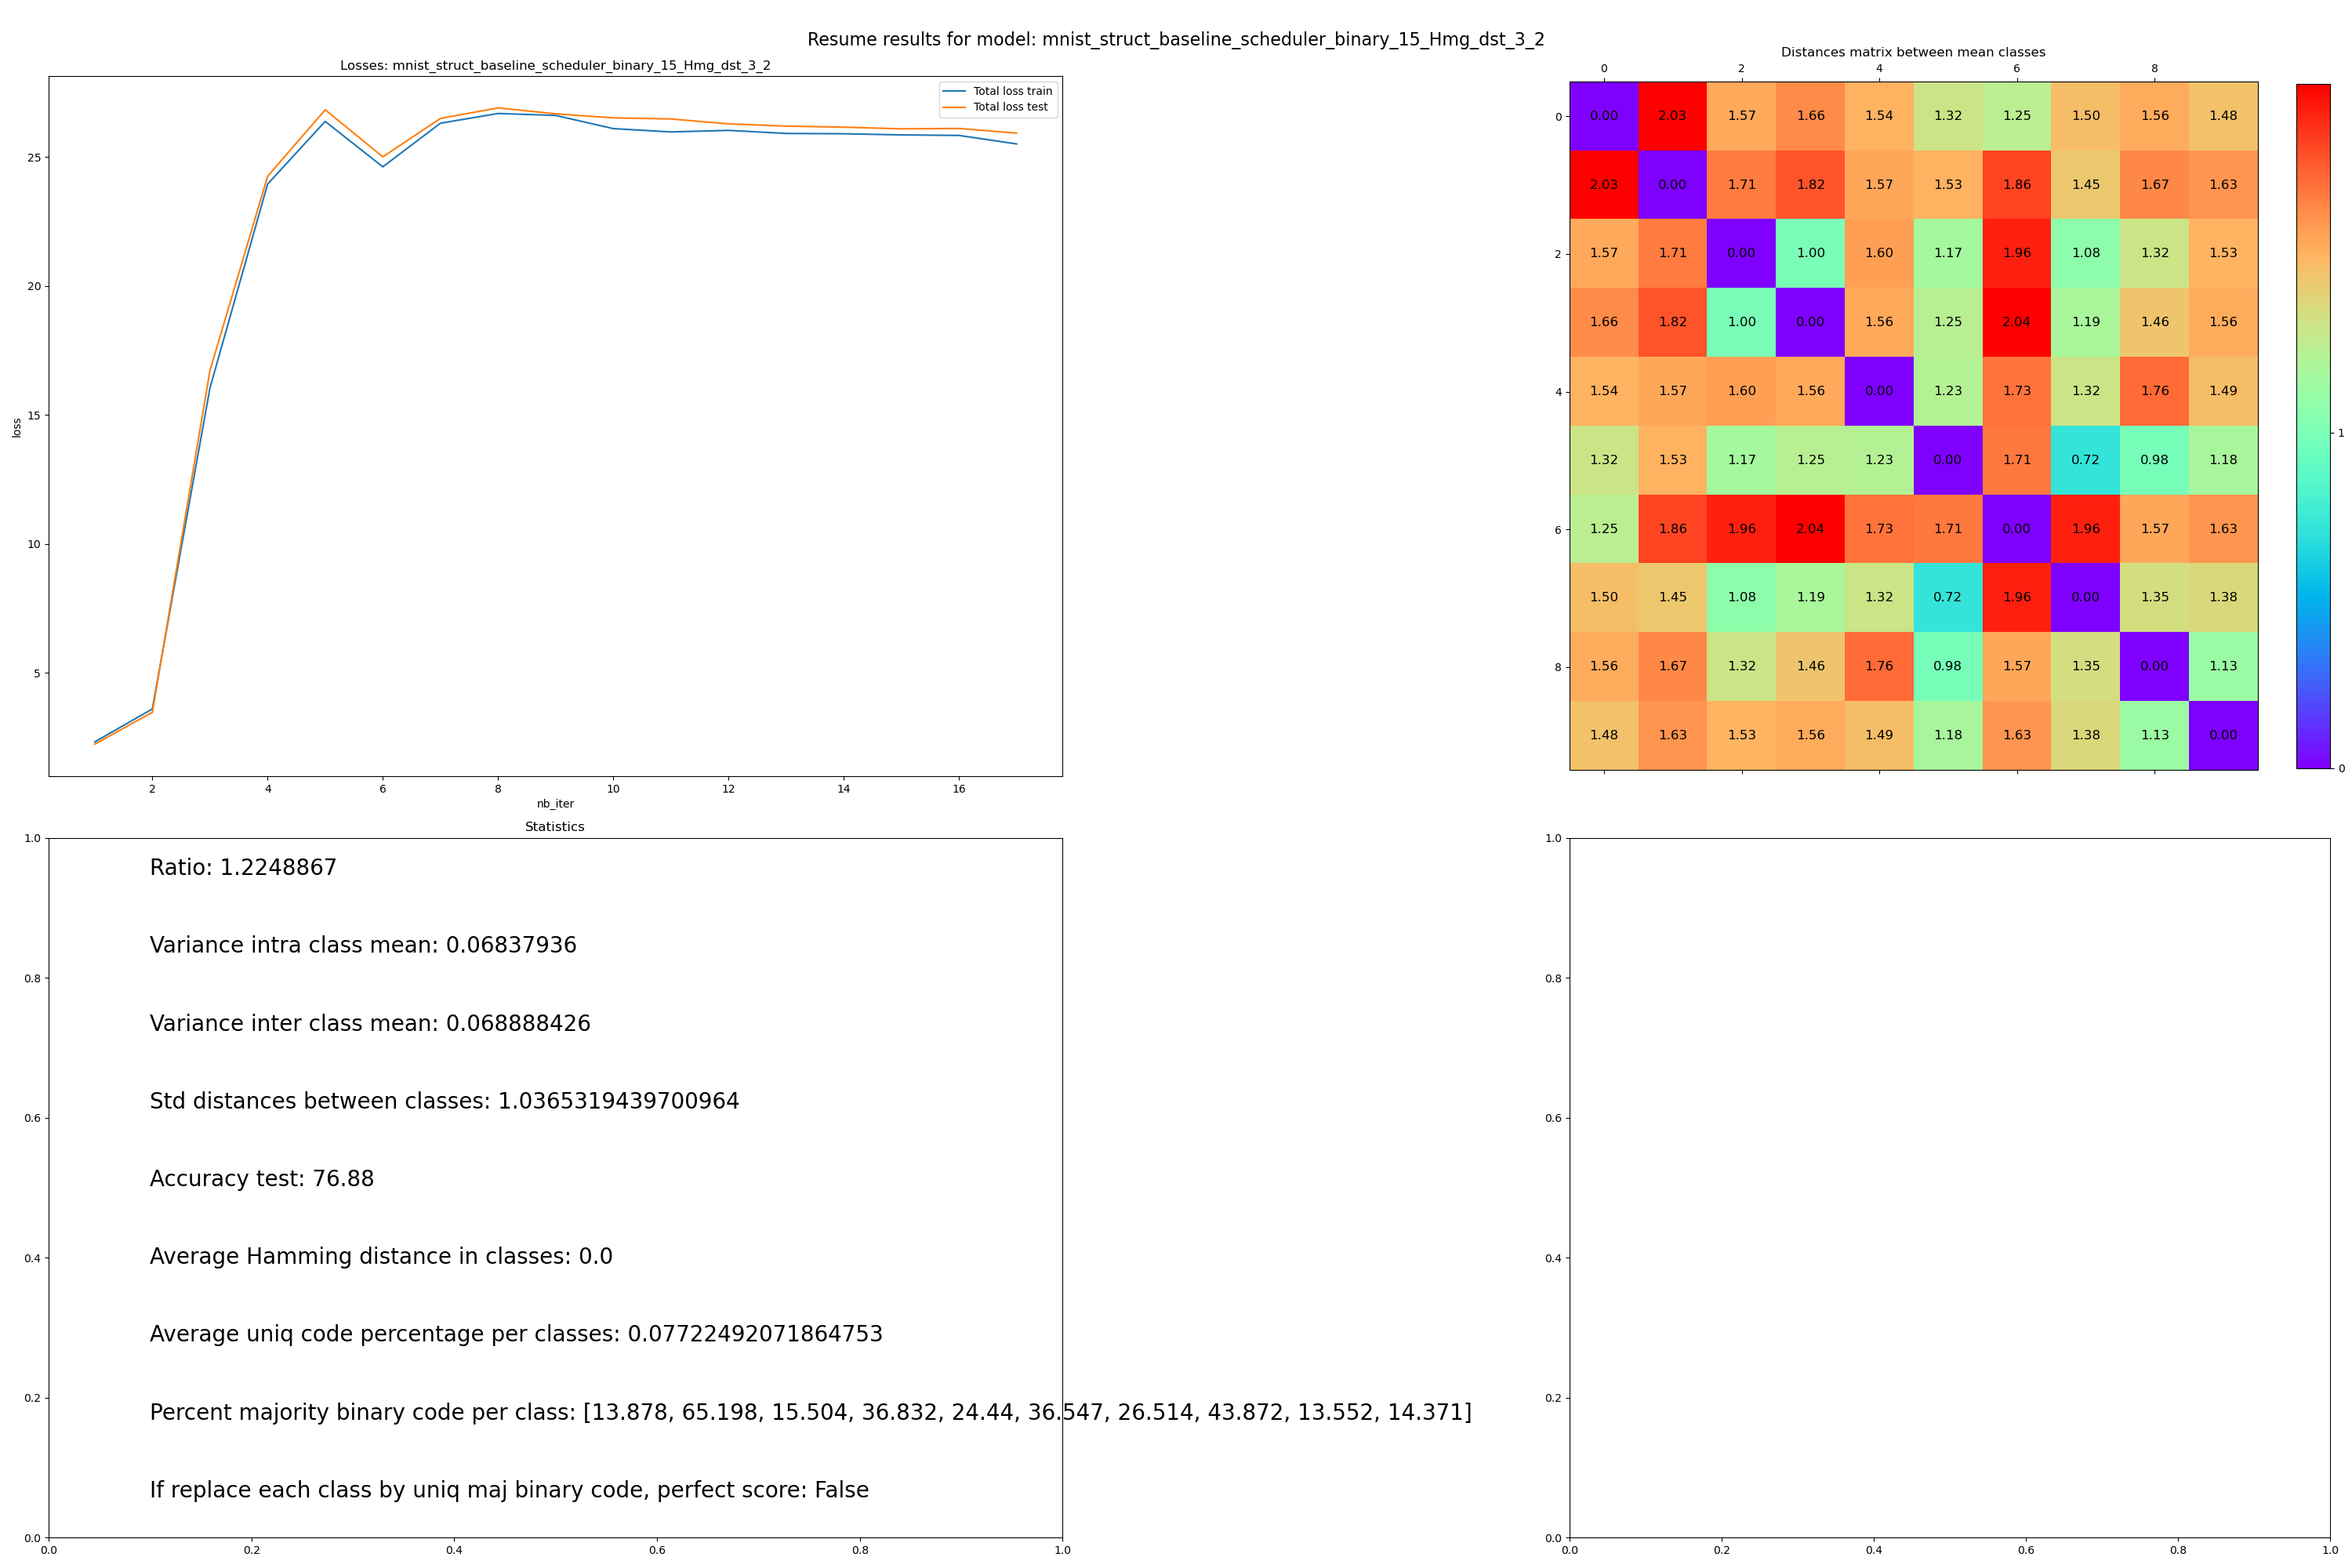 Resume results for model: mnist_struct_baseline_scheduler_binary_15_Hmg_dst_3_2
Losses: mnist_struct_baseline_scheduler_binary_15_Hmg_dst_3_2
Total loss train
Total loss test
25
20
15
10
5
loss
2 4 6 8 10 12 14 16
nb_iter
Distances matrix between mean classes
0 2 4 6 8
0 0.00 2.03 1.57 1.66 1.54 1.32 1.25 1.50 1.56 1.48
2.03 0.00 1.71 1.82 1.57 1.53 1.86 1.45 1.67 1.63
2 1.57 1.71 0.00 1.00 1.60 1.17 1.96 1.08 1.32 1.53
1.66 1.82 1.00 0.00 1.56 1.25 2.04 1.19 1.46 1.56
4 1.54 1.57 1.60 1.56 0.00 1.23 1.73 1.32 1.76 1.49
1.32 1.53 1.17 1.25 1.23 0.00 1.71 0.72 0.98 1.18
6 1.25 1.86 1.96 2.04 1.73 1.71 0.00 1.96 1.57 1.63
1.50 1.45 1.08 1.19 1.32 0.72 1.96 0.00 1.35 1.38
8 1.56 1.67 1.32 1.46 1.76 0.98 1.57 1.35 0.00 1.13
1.48 1.63 1.53 1.56 1.49 1.18 1.63 1.38 1.13 0.00
1
0
Statistics
Ratio: 1.2248867
Variance intra class mean: 0.06837936
Variance inter class mean: 0.068888426
Std distances between classes: 1.0365319439700964
Accuracy test: 76.88
Average Hamming distance in classes: 0.0
Average uniq code percentage per classes: 0.07722492071864753
Percent majority binary code per class: [13.878, 65.198, 15.504, 36.832, 24.44, 36.547, 26.514, 43.872, 13.552, 14.371]
If replace each class by uniq maj binary code, perfect score: False
1.0
0.8
0.6
0.4
0.2
0.0
0.0 0.2 0.4 0.6 0.8 1.0
1.0
0.8
0.6
0.4
0.2
0.0
0.0 0.2 0.4 0.6 0.8 1.0